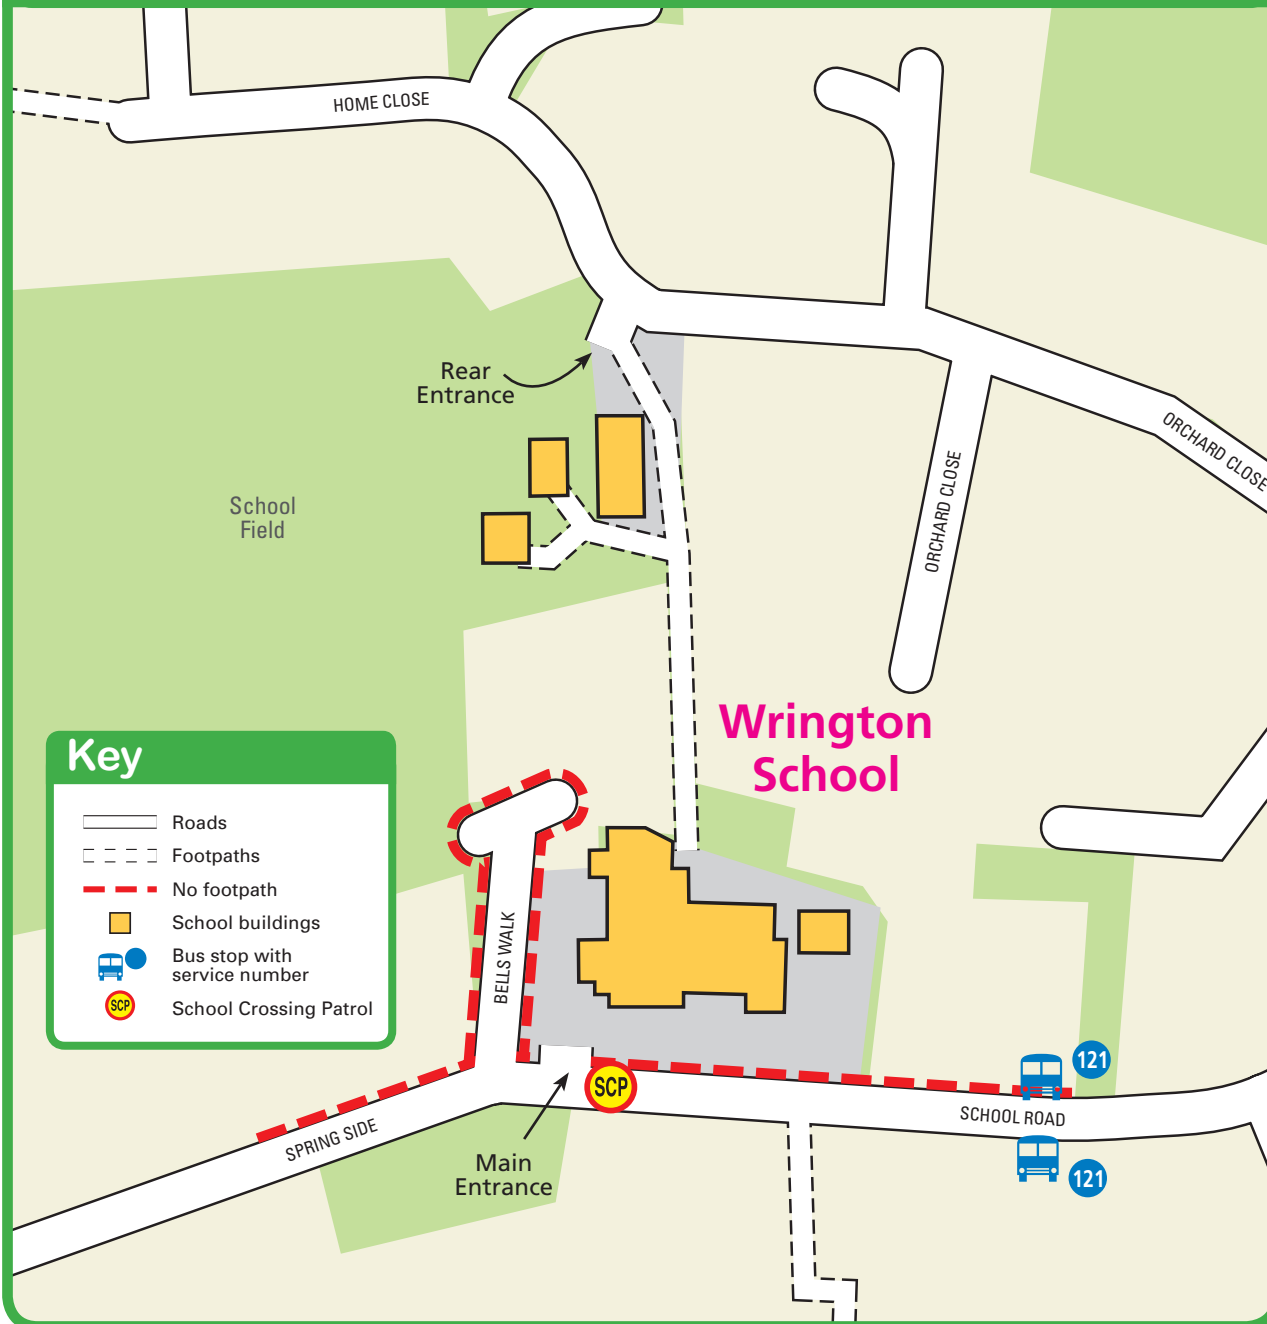 HOME CLOSE
Rear
Entrance
ORCHARD CLOSE
ORCHARD CLOSE
School
Field
Wrington
School
Key
Roads
Footpaths
No footpath
School buildings
Bus stop with
service number
SCP
School Crossing Patrol
BELLS WALK
SCP
121
SCHOOL ROAD
SPRING SIDE
Main
Entrance
121